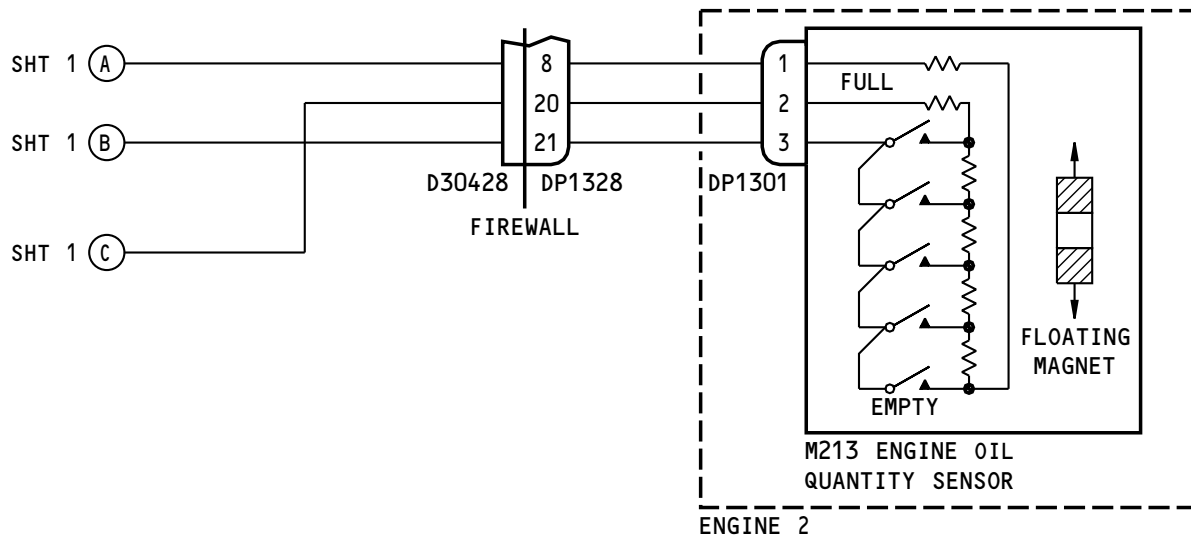 SHT 1 A
SHT 1 B
SHT 1 C
8
20
21
D30428 DP1328
FIREWALL
1
2
3
DP1301
FULL
EMPTY
FLOATING
MAGNET
M213 ENGINE OIL
QUANTITY SENSOR
ENGINE 2